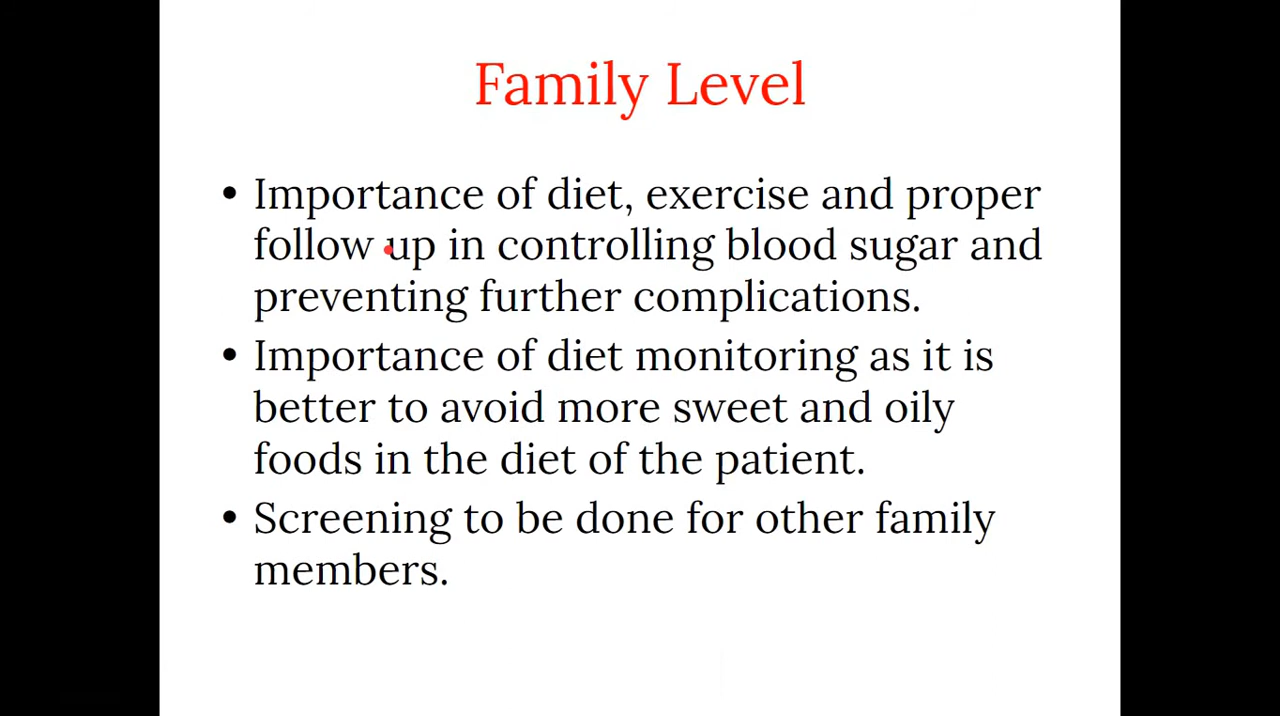 Family Level
• Importance of diet, exercise and proper
follow up in controlling blood sugar and
preventing further complications.
• Importance of diet monitoring as it is
better to avoid more sweet and oily
foods in the diet of the patient.
• Screening to be done for other family
members.